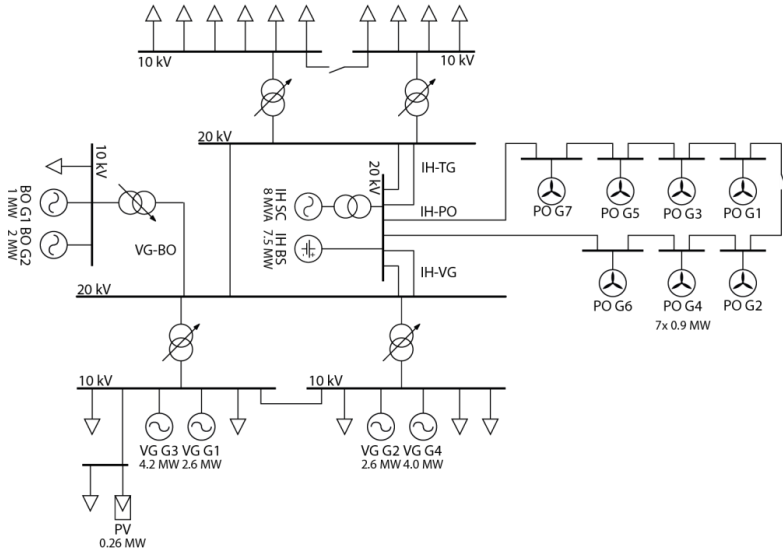 10 kV
10 kV
20 kV
IH-TG
20 kV
10 kV
IH SC
8 MVA
IH-PO
PO G7
PO G5
PO G3
PO G1
BO G1 BO G2
1 MW 2 MW
VG-BO
IH BS
7.5 MW
IH-VG
20 kV
PO G6
PO G4
PO G2
7x 0.9 MW
10 kV
10 kV
VG G3 VG G1
4.2 MW 2.6 MW
VG G2 VG G4
2.6 MW 4.0 MW
PV
0.26 MW